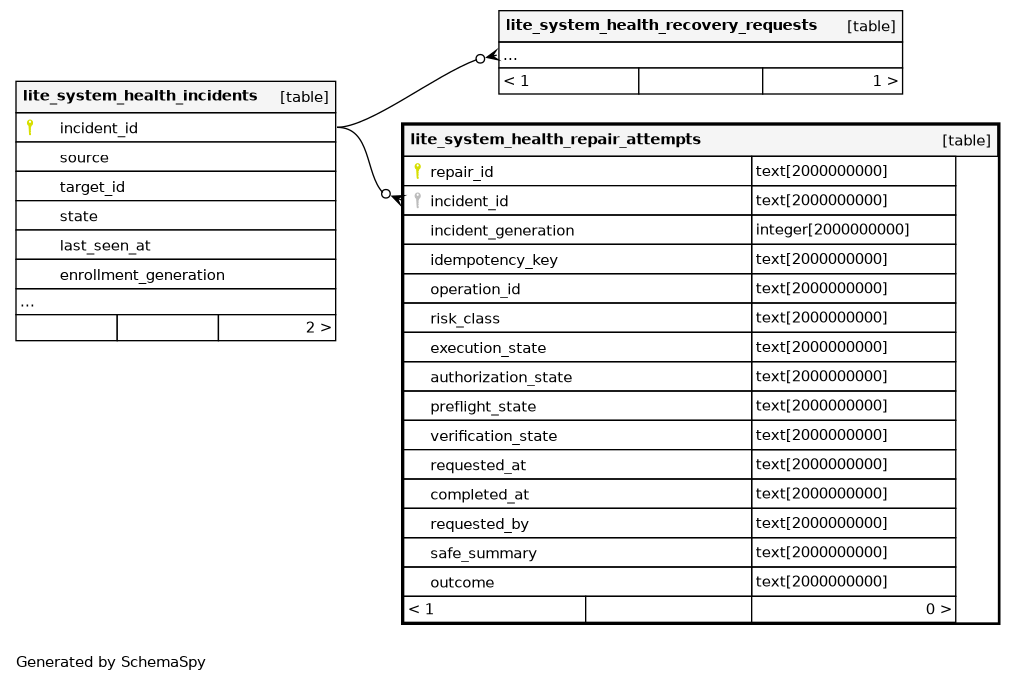 lite_system_health_recovery_requests [table]
...
< 1 1 >
lite_system_health_incidents [table]
incident_id
source
target_id
state
last_seen_at
enrollment_generation
...
2 >
lite_system_health_repair_attempts [table]
repair_id text[2000000000]
incident_id text[2000000000]
incident_generation integer[2000000000]
idempotency_key text[2000000000]
operation_id text[2000000000]
risk_class text[2000000000]
execution_state text[2000000000]
authorization_state text[2000000000]
preflight_state text[2000000000]
verification_state text[2000000000]
requested_at text[2000000000]
completed_at text[2000000000]
requested_by text[2000000000]
safe_summary text[2000000000]
outcome text[2000000000]
< 1 0 >
Generated by SchemaSpy